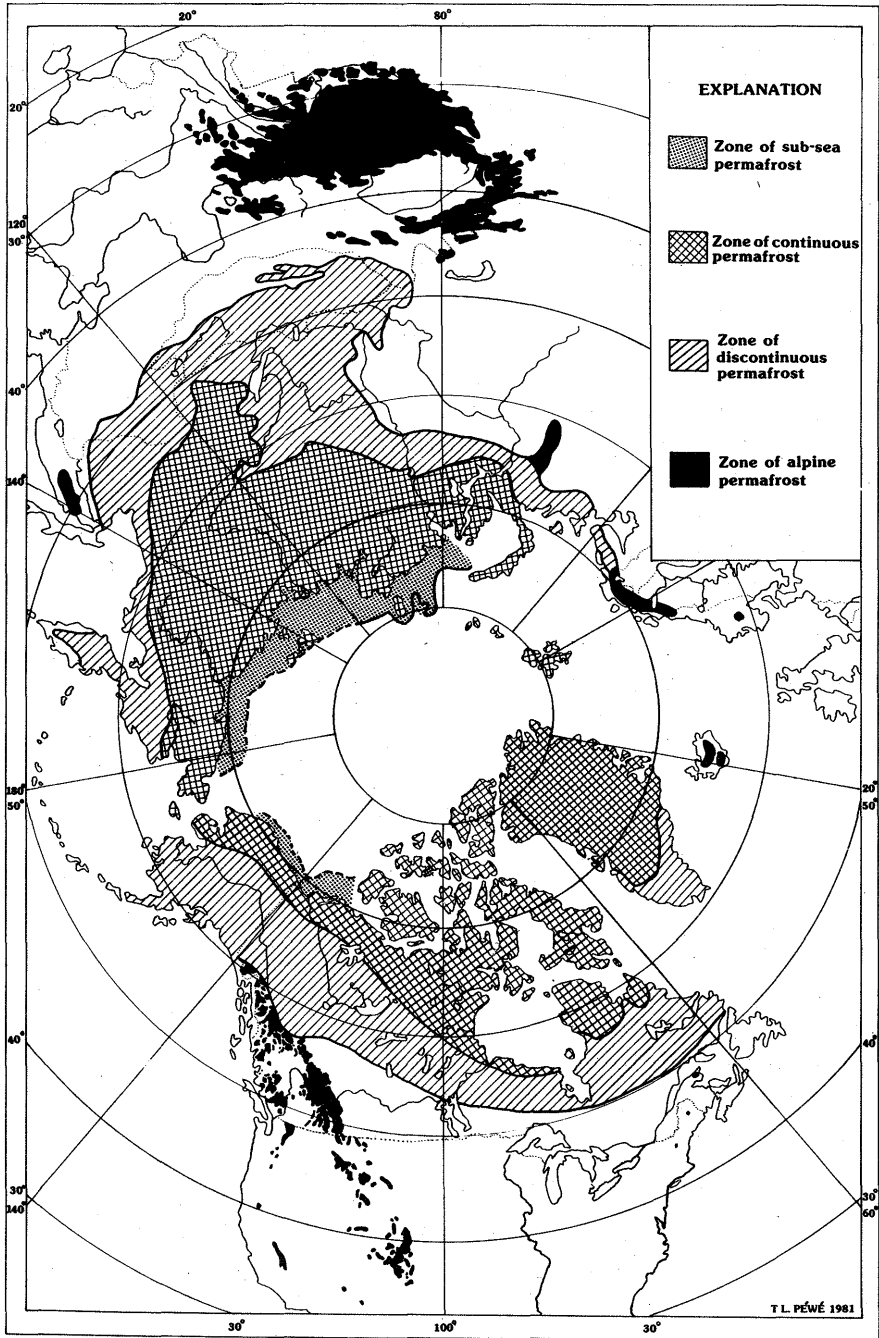 20°
80°
EXPLANATION
Zone of sub-sea
permafrost
Zone of continuous
permafrost
Zone of
discontinuous
permafrost
Zone of alpine
permafrost
20°
120°
30°
40°
140°
180°
50°
20°
50°
40°
40°
30°
140°
30°
60°
T L. PÉWÉ 1981
30°
100°
30°